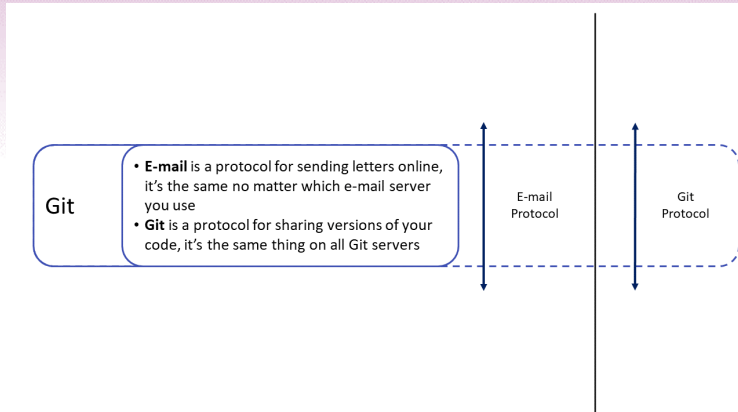 Git
• E-mail is a protocol for sending letters online,
it's the same no matter which e-mail server
you use
• Git is a protocol for sharing versions of your
code, it's the same thing on all Git servers
E-mail
Protocol
Git
Protocol